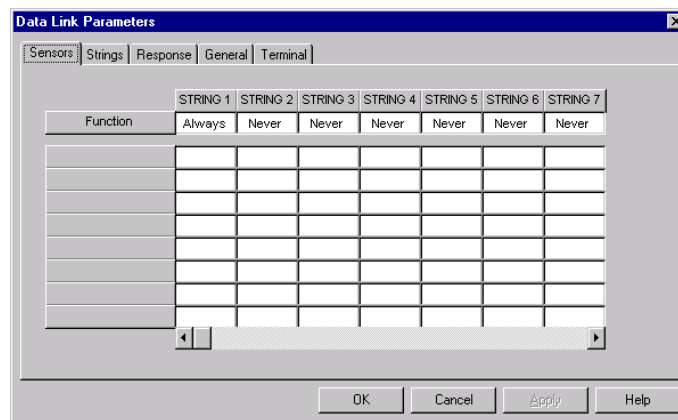 Data Link Parameters
Sensors Strings Response General Terminal
STRING 1 STRING 2 STRING 3 STRING 4 STRING 5 STRING 6 STRING 7
Function Always Never Never Never Never Never Never
OK Cancel Apply Help